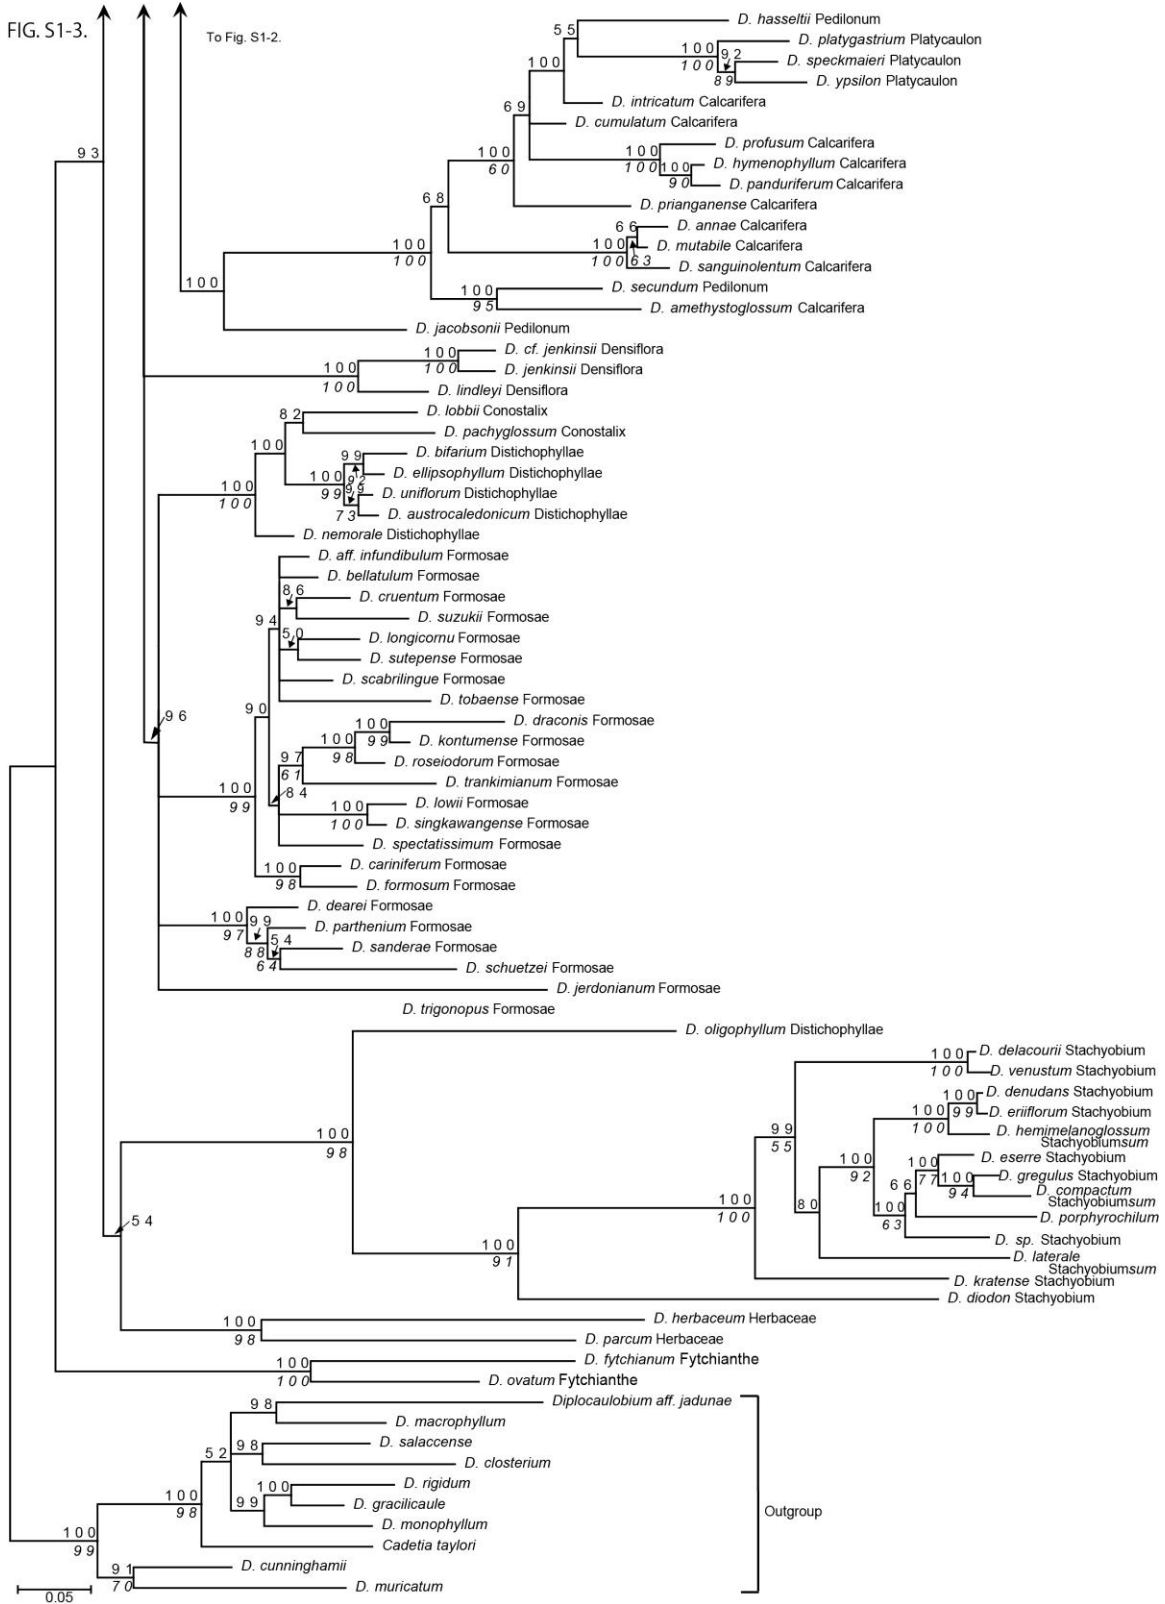 FIG. S1-3.
To Fig. S1-2.
D. hasseltii Pedilonum
55
D. platygastrium Platycaulon
100
92
100
D. speckmaieri Platycaulon
100
89
D. ypsilon Platycaulon
D. intricatum Calcarifera
69
D. cumulatum Calcarifera
D. profusum Calcarifera
93
100
100
60
100
100
D. hymenophyllum Calcarifera
90
D. panduriferum Calcarifera
68
D. prianganense Calcarifera
66
D. annae Calcarifera
100
100
100
100
63
D. mutabile Calcarifera
D. sanguinolentum Calcarifera
100
100
95
D. secundum Pedilonum
D. amethystoglossum Calcarifera
D. jacobsonii Pedilonum
100
100
D. cf. jenkinsii Densiflora
100
100
D. jenkinsii Densiflora
D. lindleyi Densiflora
82
D. lobbii Conostalix
D. pachyglossum Conostalix
100
99
D. bifarium Distichophyllae
100
99
92
D. ellipsophyllum Distichophyllae
100
100
99
73
D. uniflorum Distichophyllae
D. austrocaledonicum Distichophyllae
D. nemorale Distichophyllae
D. aff. infundibulum Formosae
D. bellatulum Formosae
86
D. cruentum Formosae
94
D. suzukii Formosae
50
D. longicornu Formosae
D. sutepense Formosae
D. scabrilingue Formosae
90
D. tobaense Formosae
96
100
99
D. draconis Formosae
100
98
D. kontumense Formosae
97
61
D. roseiodorum Formosae
D. trankimianum Formosae
100
99
84
100
100
D. lowii Formosae
D. singkawangense Formosae
D. spectatissimum Formosae
100
98
D. cariniferum Formosae
D. formosum Formosae
D. dearei Formosae
100
97
99
88
D. parthenium Formosae
54
64
D. sanderae Formosae
D. schuetzei Formosae
D. jerdonianum Formosae
D. trigonopus Formosae
D. oligophyllum Distichophyllae
100
100
D. delacourii Stachyobium
D. venustum Stachyobium
100
99
D. denudans Stachyobium
D. eriiflorum Stachyobium
100
98
99
55
100
100
D. hemimelanoglossum
Stachyobiumsum
100
92
100
77
D. eserre Stachyobium
66
100
94
D. gregulus Stachyobium
D. compactum
Stachyobiumsum
100
100
80
100
63
D. porphyrochilum
54
D. sp. Stachyobium
100
91
D. laterale
Stachyobiumsum
D. kratense Stachyobium
D. diodon Stachyobium
100
98
D. herbaceum Herbaceae
D. parcum Herbaceae
100
100
D. fytchianum Fytchianthe
D. ovatum Fytchianthe
98
Diplocaulobium aff. jadunae
D. macrophyllum
52
98
D. salaccense
D. closterium
100
98
99
100
D. rigidum
D. gracilicaule
Outgroup
D. monophyllum
100
99
Cadetia taylori
91
70
D. cunninghamii
D. muricatum
0.05